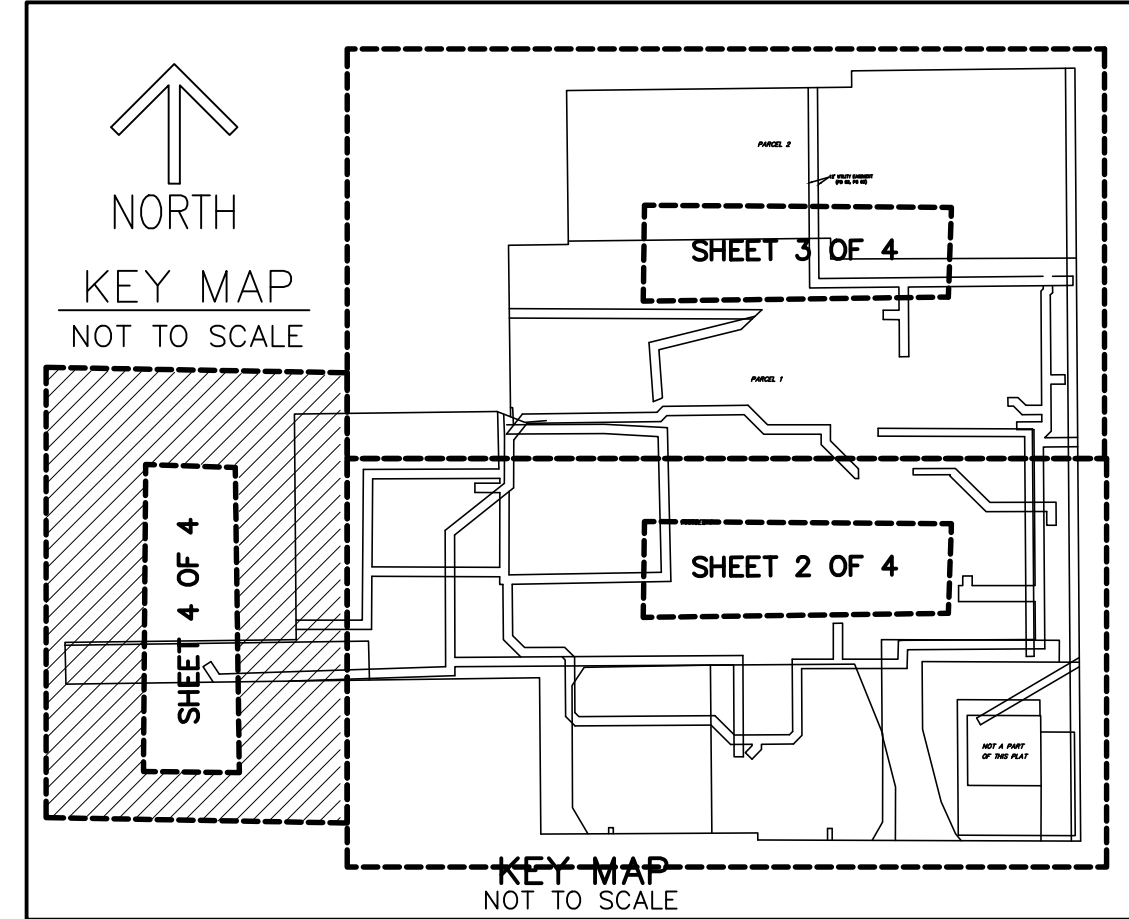 NORTH
KEY MAP
NOT TO SCALE
PARCEL 2
SHEET 3 OF 4
PARCEL 1
SHEET 4 OF 4
SHEET 2 OF 4
NOT A PART
OF THIS PLAT
KEY MAP
NOT TO SCALE